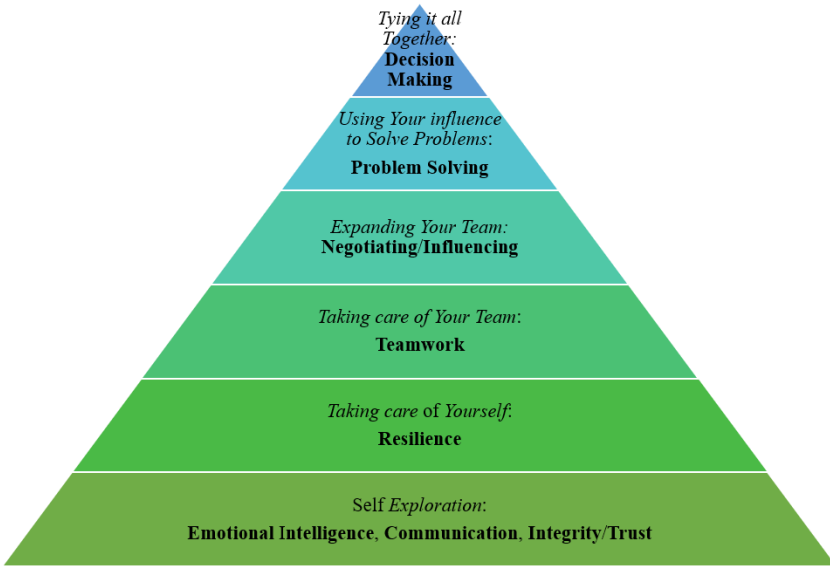 Tying it all
Together:
Decision
Making
Using Your influence
to Solve Problems:
Problem Solving
Expanding Your Team:
Negotiating/Influencing
Taking care of Your Team:
Teamwork
Taking care of Yourself:
Resilience
Self Exploration:
Emotional Intelligence, Communication, Integrity/Trust